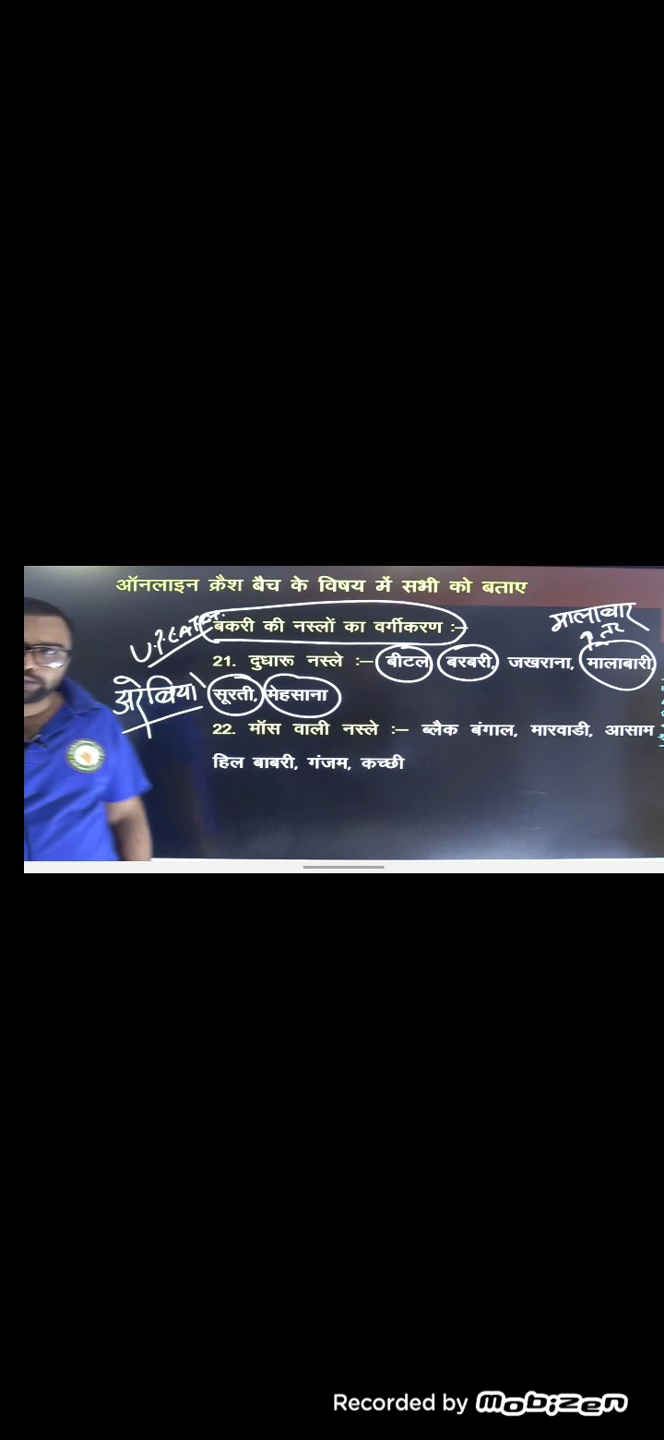 ऑनलाइन क्रैश बैच के विषय में सभी को बताए
बकरी की नस्लों का वर्गीकरण :–
मालाबार
21. दुधारू नस्ले :– बीटल, बरबरी, जखराना, मालाबारी,
सूरती, मेहसाना
22. मॉस वाली नस्ले :– ब्लैक बंगाल, मारवाडी, आसाम
हिल बाबरी, गंजम, कच्छी
Recorded by MOBIZEN